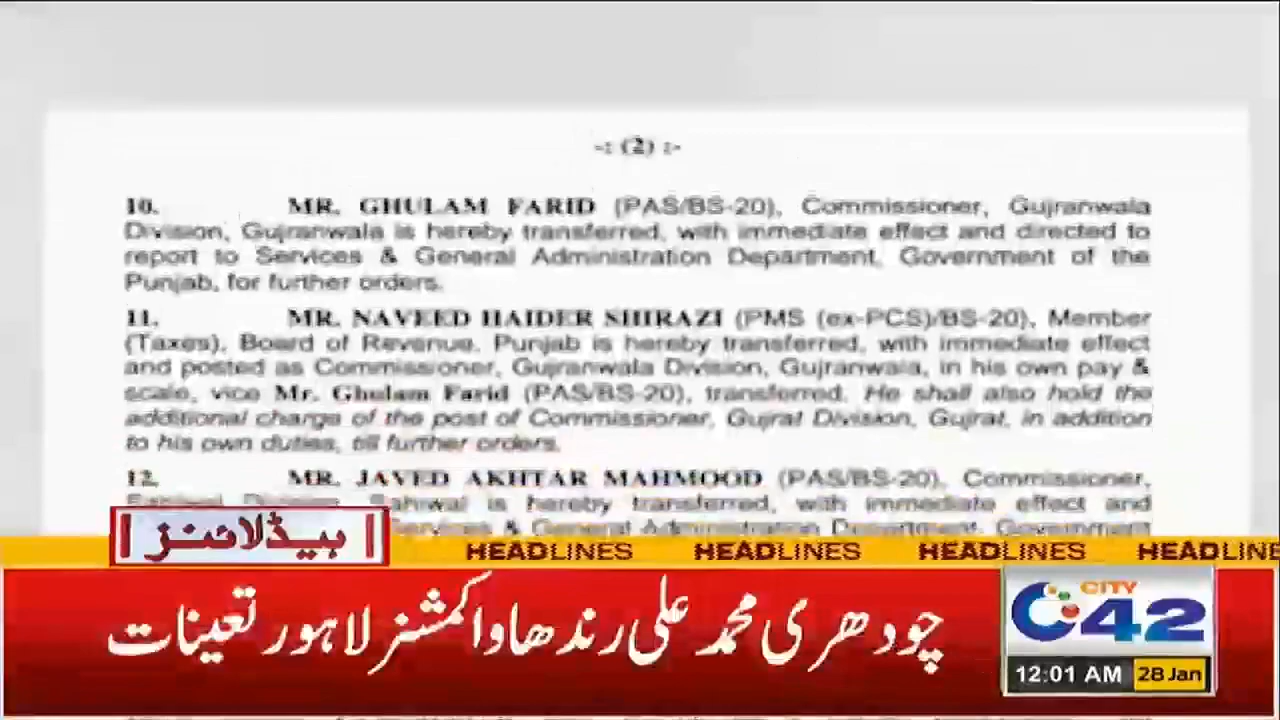 -: (2) :-
10. MR. GHULAM FARID (PAS/BS-20), Commissioner, Gujranwala
Division, Gujranwala is hereby transferred, with immediate effect and directed to
report to Services & General Administration Department, Government of the
Punjab, for further orders.
11. MR. NAVEED HAIDER SHIRAZI (PMS (ex-PCS)/BS-20), Member
(Taxes), Board of Revenue, Punjab is hereby transferred, with immediate effect
and posted as Commissioner, Gujranwala Division, Gujranwala, in his own pay &
scale, vice Mr. Ghulam Farid (PAS/BS-20), transferred. He shall also hold the
additional charge of the post of Commissioner, Gujrat Division, Gujrat, in addition
to his own duties, till further orders.
12. MR. JAVED AKHTAR MAHMOOD (PAS/BS-20), Commissioner,
Sahiwal Division, Sahiwal is hereby transferred, with immediate effect and
Services & General Administration Department, Government
ہیڈلائنز
HEADLINES HEADLINES HEADLINES HEADLINE
چودھری محمد علی رندھاوا کمشنر لاہور تعینات
CITY
42
12:01 AM 28 Jan